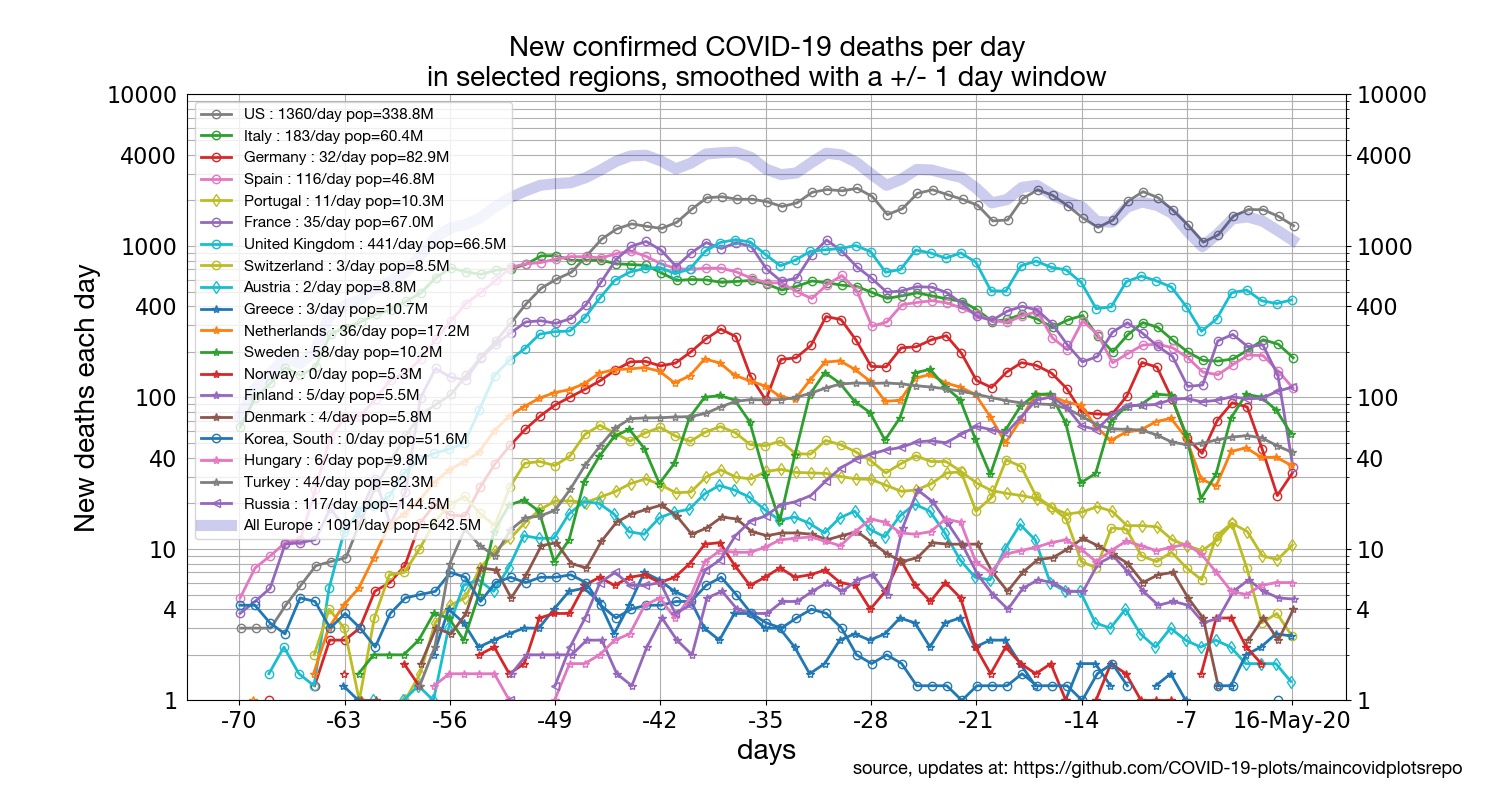 New confirmed COVID-19 deaths per day
in selected regions, smoothed with a +/- 1 day window
10000
4000
1000
400
100
40
10
4
1
New deaths each day
US : 1360/day pop=338.8M
Italy : 183/day pop=60.4M
Germany : 32/day pop=82.9M
Spain : 116/day pop=46.8M
Portugal : 11/day pop=10.3M
France : 35/day pop=67.0M
United Kingdom : 441/day pop=66.5M
Switzerland : 3/day pop=8.5M
Austria : 2/day pop=8.8M
Greece : 3/day pop=10.7M
Netherlands : 36/day pop=17.2M
Sweden : 58/day pop=10.2M
Norway : 0/day pop=5.3M
Finland : 5/day pop=5.5M
Denmark : 4/day pop=5.8M
Korea, South : 0/day pop=51.6M
Hungary : 6/day pop=9.8M
Turkey : 44/day pop=82.3M
Russia : 117/day pop=144.5M
All Europe : 1091/day pop=642.5M
10000
4000
1000
400
100
40
10
4
1
-70 -63 -56 -49 -42 -35 -28 -21 -14 -7 16-May-20
days
source, updates at: https://github.com/COVID-19-plots/maincovidplotsrepo